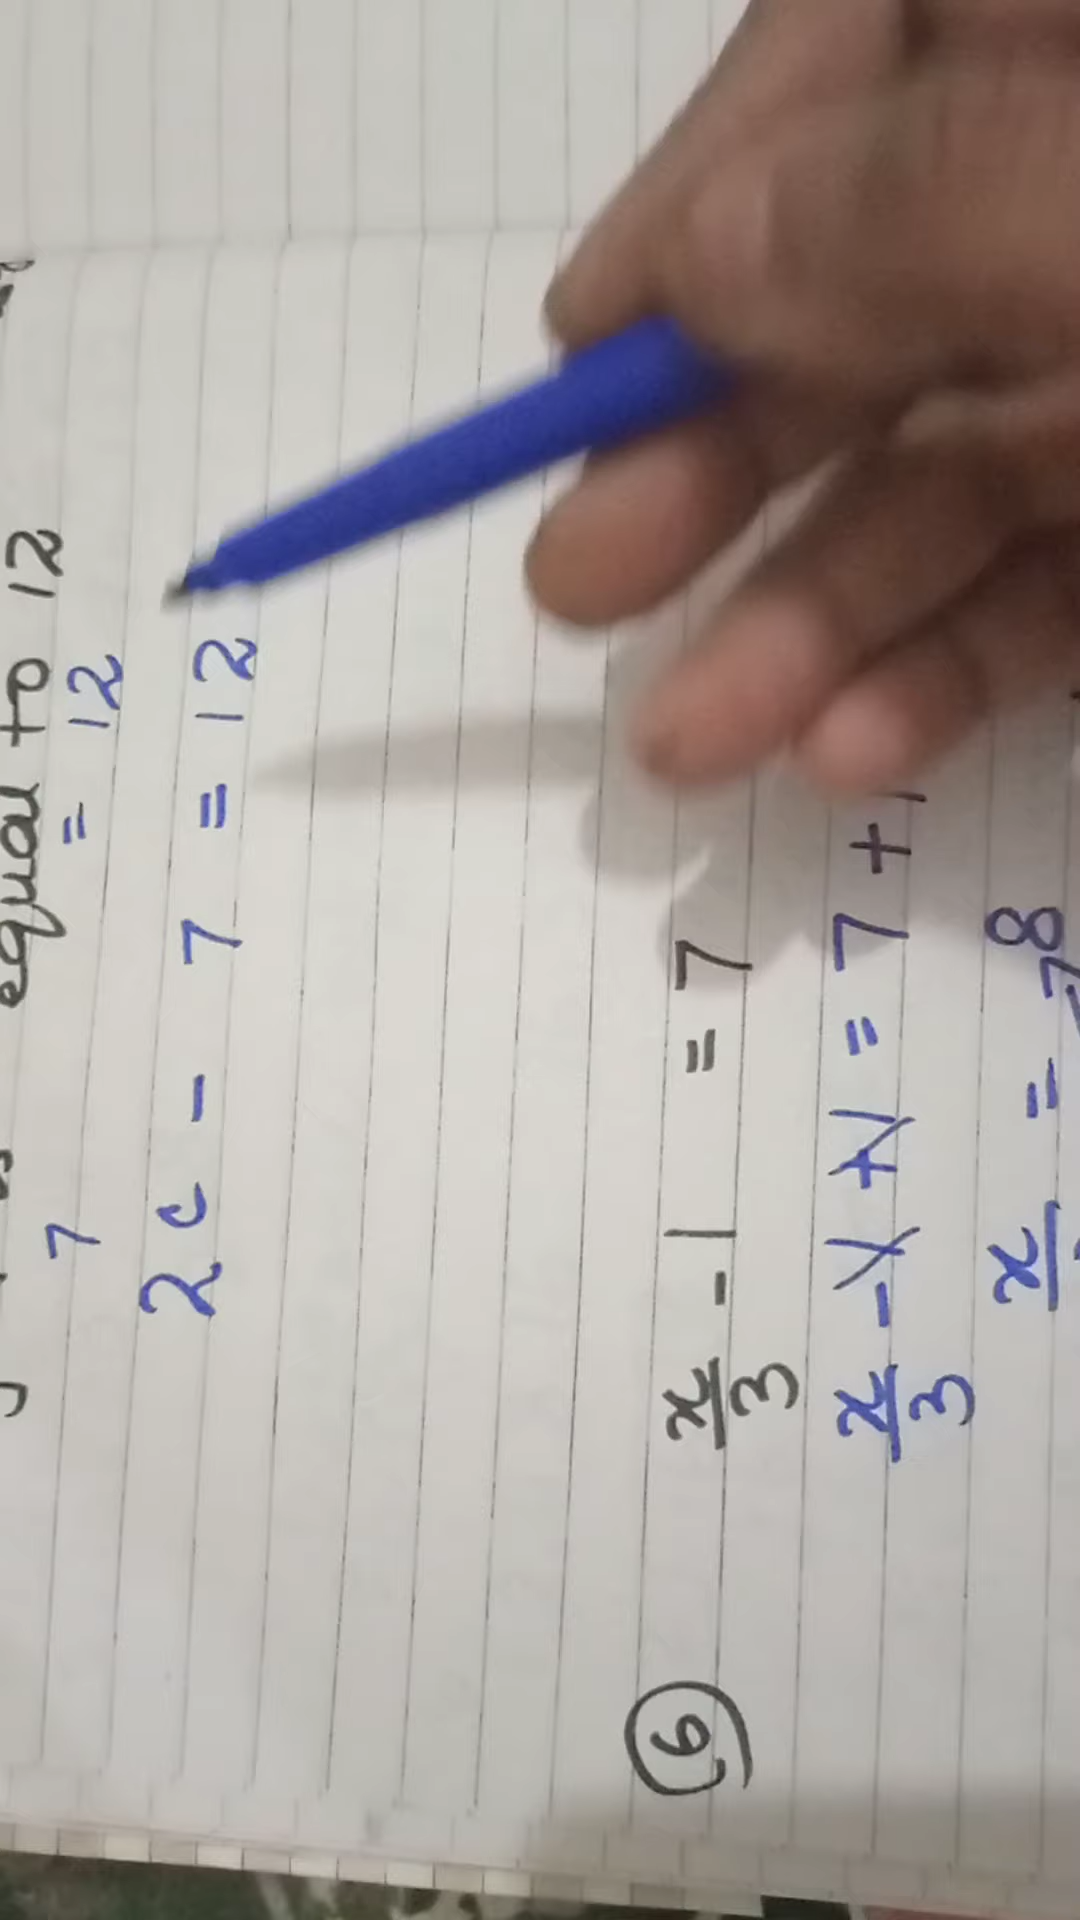 equal to 12
7 = 12
2c - 7 = 12
6 x/3 - 1 = 7
x/3 - 1 + 1 = 7 + 1
x = 8